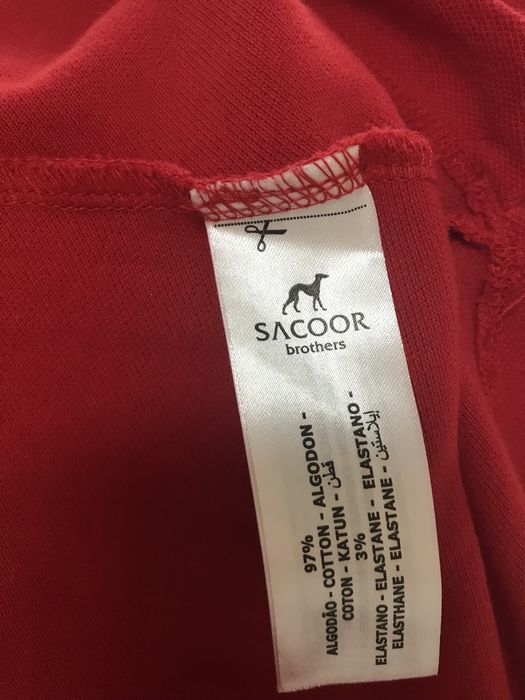 SACOOR
brothers
97%
ALGODÃO - COTTON - ALGODON -
COTON - KATUN - قطن
3%
ELASTANO - ELASTANE - ELASTANO -
ELASTHANE - ELASTANE - إيلاستين